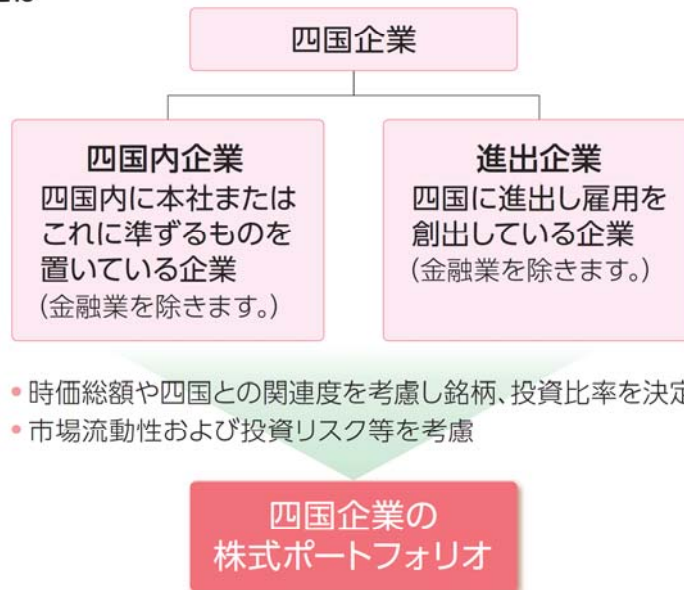 四国企業
四国内企業
四国内に本社または
これに準ずるものを
置いている企業
(金融業を除きます。)
進出企業
四国に進出し雇用を
創出している企業
(金融業を除きます。)
• 時価総額や四国との関連度を考慮し銘柄、投資比率を決定
• 市場流動性および投資リスク等を考慮
四国企業の
株式ポートフォリオ